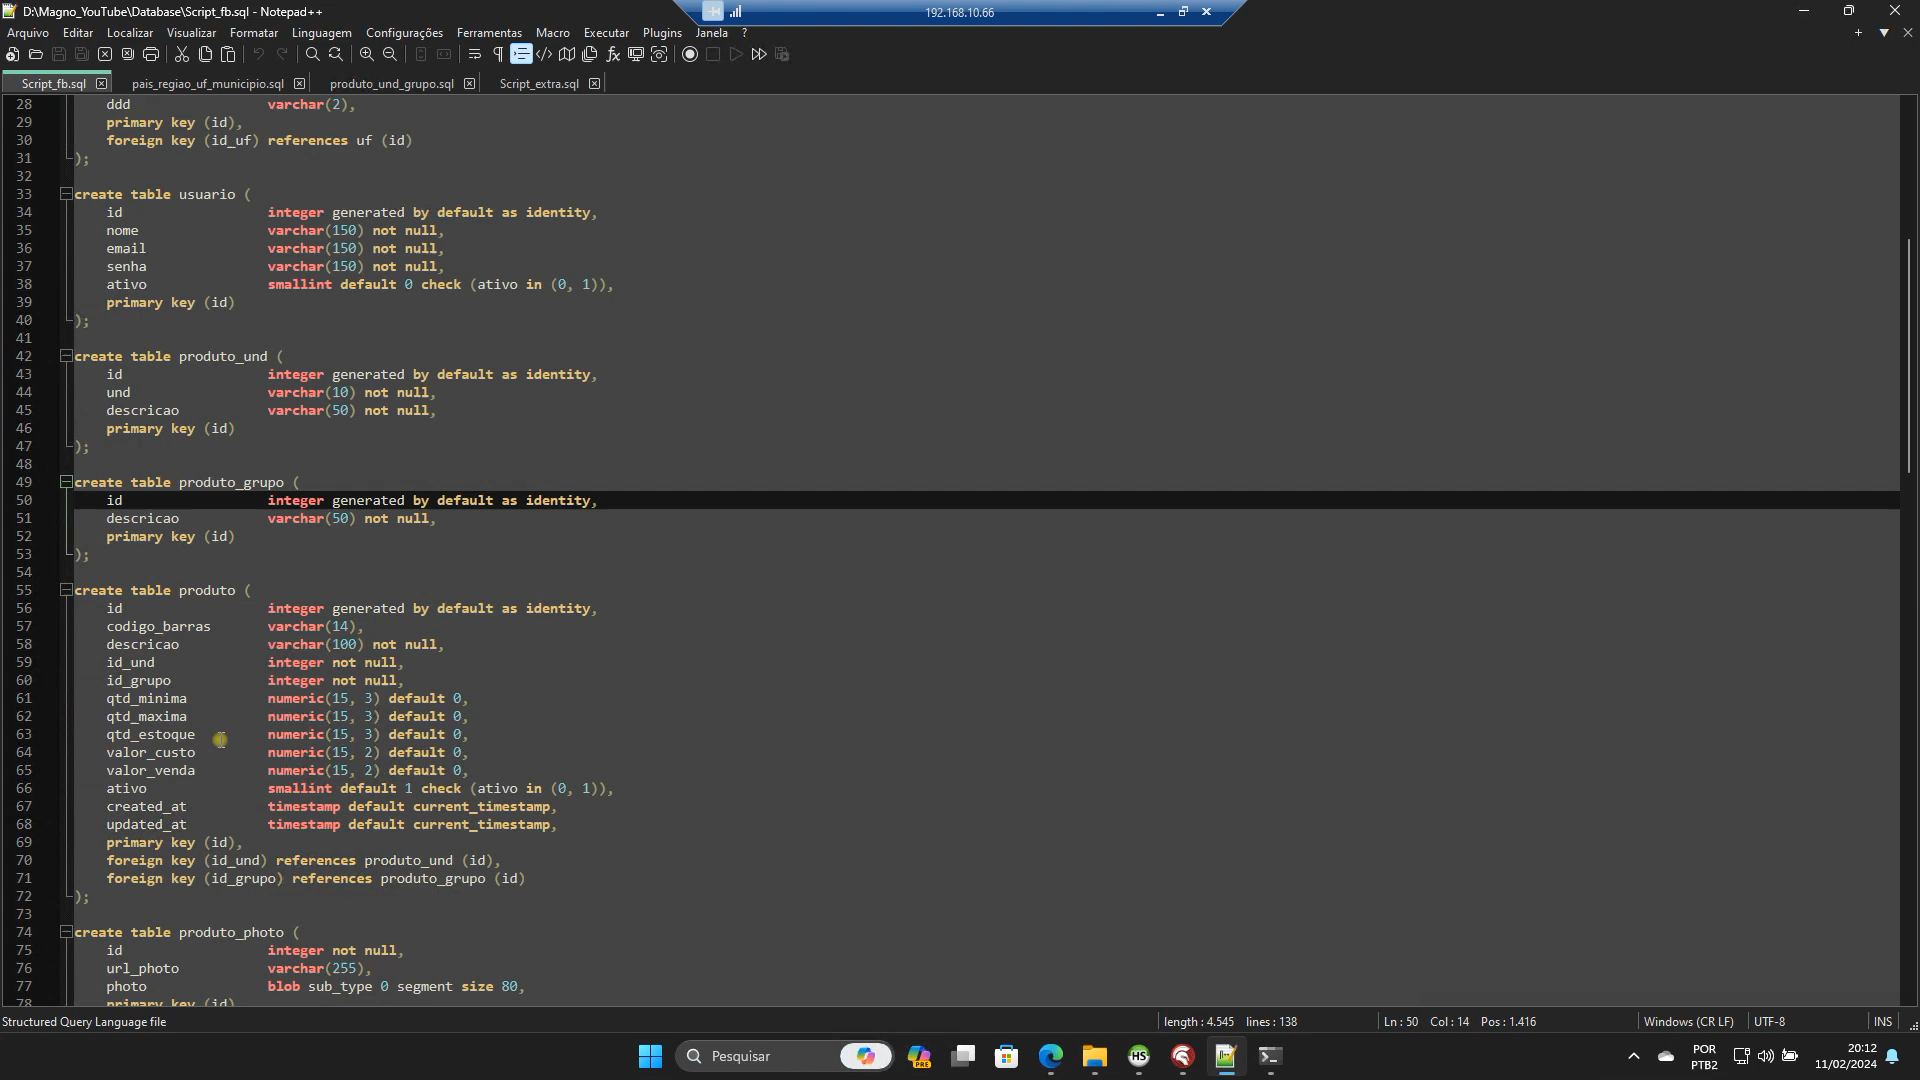 D:\Magno_YouTube\Database\Script_fb.sql - Notepad++
192.168.10.66
Arquivo Editar Localizar Visualizar Formatar Linguagem Configurações Ferramentas Macro Executar Plugins Janela ?
Script_fb.sql pais_regiao_uf_municipio.sql produto_und_grupo.sql Script_extra.sql
28 ddd varchar(2),
29 primary key (id),
30 foreign key (id_uf) references uf (id)
31 );
32
33 create table usuario (
34 id integer generated by default as identity,
35 nome varchar(150) not null,
36 email varchar(150) not null,
37 senha varchar(150) not null,
38 ativo smallint default 0 check (ativo in (0, 1)),
39 primary key (id)
40 );
41
42 create table produto_und (
43 id integer generated by default as identity,
44 und varchar(10) not null,
45 descricao varchar(50) not null,
46 primary key (id)
47 );
48
49 create table produto_grupo (
50 id integer generated by default as identity,
51 descricao varchar(50) not null,
52 primary key (id)
53 );
54
55 create table produto (
56 id integer generated by default as identity,
57 codigo_barras varchar(14),
58 descricao varchar(100) not null,
59 id_und integer not null,
60 id_grupo integer not null,
61 qtd_minima numeric(15, 3) default 0,
62 qtd_maxima numeric(15, 3) default 0,
63 qtd_estoque numeric(15, 3) default 0,
64 valor_custo numeric(15, 2) default 0,
65 valor_venda numeric(15, 2) default 0,
66 ativo smallint default 1 check (ativo in (0, 1)),
67 created_at timestamp default current_timestamp,
68 updated_at timestamp default current_timestamp,
69 primary key (id),
70 foreign key (id_und) references produto_und (id),
71 foreign key (id_grupo) references produto_grupo (id)
72 );
73
74 create table produto_photo (
75 id integer not null,
76 url_photo varchar(255),
77 photo blob sub_type 0 segment size 80,
78 primary key (id)
Structured Query Language file length : 4.545 lines : 138 Ln : 50 Col : 14 Pos : 1.416 Windows (CR LF) UTF-8 INS
Pesquisar
PRE
HS
POR
PTB2
20:12
11/02/2024